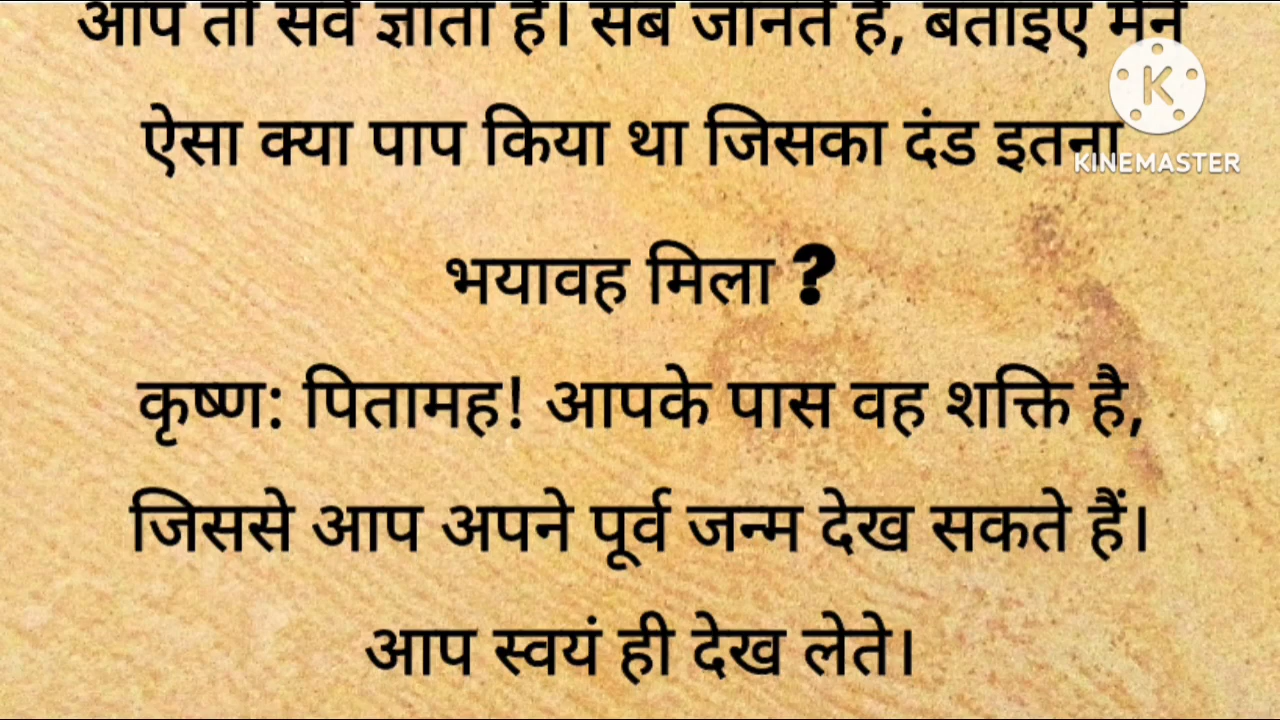 आप तो सर्व ज्ञाता हैं। सब जानते हैं, बताइए मैंने
ऐसा क्या पाप किया था जिसका दंड इतना
KINEMASTER
भयावह मिला ?
कृष्ण: पितामह! आपके पास वह शक्ति है,
जिससे आप अपने पूर्व जन्म देख सकते हैं।
आप स्वयं ही देख लेते।